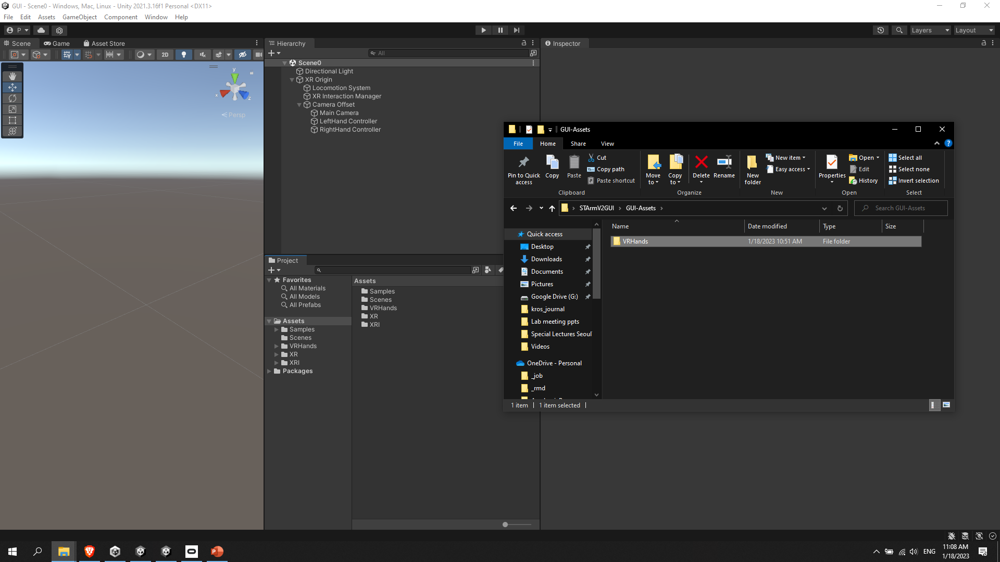 GUI - Scene0 - Windows, Mac, Linux - Unity 2021.3.16f1 Personal <DX11>
File Edit Assets GameObject Component Window Help
P
Layers Layout
Scene Game Asset Store
2D
y
x
z
Persp
Hierarchy
All
Scene0
Directional Light
XR Origin
Locomotion System
XR Interaction Manager
Camera Offset
Main Camera
LeftHand Controller
RightHand Controller
Inspector
Project
Favorites
All Materials
All Models
All Prefabs
Assets
Samples
Scenes
VRHands
XR
XRI
Packages
Assets
Samples
Scenes
VRHands
XR
XRI
GUI-Assets
File Home Share View
Pin to Quick access
Copy
Paste
Cut
Copy path
Paste shortcut
Clipboard
Move to
Copy to
Delete
Rename
Organize
New folder
New item
Easy access
New
Properties
Open
Edit
History
Open
Select all
Select none
Invert selection
Select
STArmV2GUI > GUI-Assets >
Search GUI-Assets
Name Date modified Type Size
VRHands 1/18/2023 10:51 AM File folder
Quick access
Desktop
Downloads
Documents
Pictures
Google Drive (G:)
kros_journal
Lab meeting ppts
Special Lectures Seoul
Videos
OneDrive - Personal
_job
_rmd
1 item 1 item selected
ENG
11:08 AM
1/18/2023